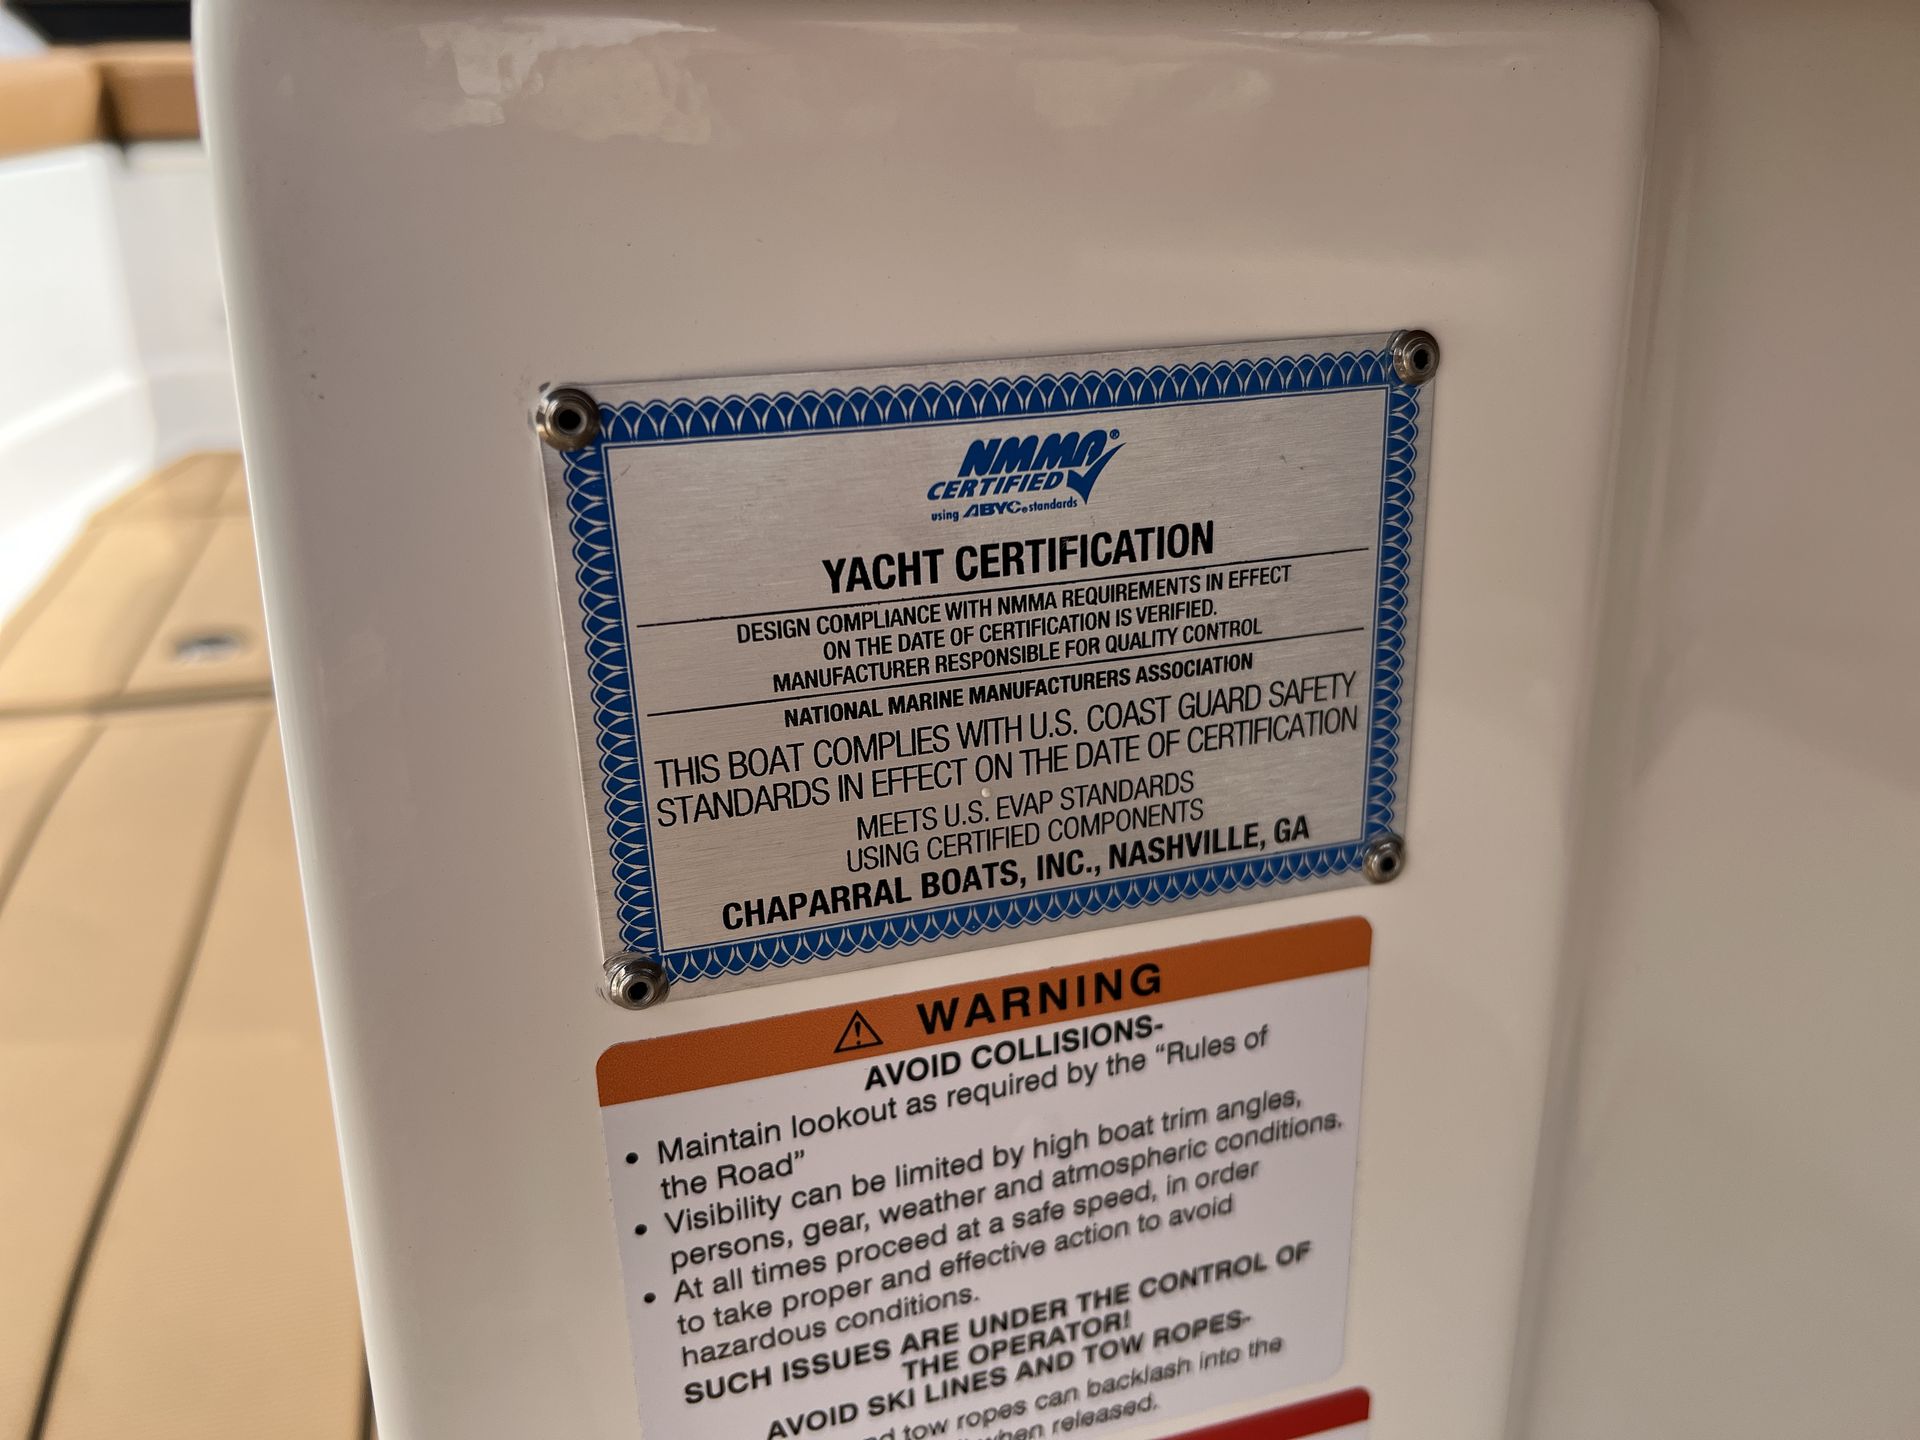 NMMA®
CERTIFIED
using ABYC® standards
YACHT CERTIFICATION
DESIGN COMPLIANCE WITH NMMA REQUIREMENTS IN EFFECT
ON THE DATE OF CERTIFICATION IS VERIFIED.
MANUFACTURER RESPONSIBLE FOR QUALITY CONTROL
NATIONAL MARINE MANUFACTURERS ASSOCIATION
THIS BOAT COMPLIES WITH U.S. COAST GUARD SAFETY
STANDARDS IN EFFECT ON THE DATE OF CERTIFICATION
MEETS U.S. EVAP STANDARDS
USING CERTIFIED COMPONENTS
CHAPARRAL BOATS, INC., NASHVILLE, GA
WARNING
AVOID COLLISIONS-
• Maintain lookout as required by the “Rules of
the Road”
• Visibility can be limited by high boat trim angles,
persons, gear, weather and atmospheric conditions.
• At all times proceed at a safe speed, in order
to take proper and effective action to avoid
hazardous conditions.
SUCH ISSUES ARE UNDER THE CONTROL OF
THE OPERATOR!
AVOID SKI LINES AND TOW ROPES-
tow ropes can backlash into the
when released.